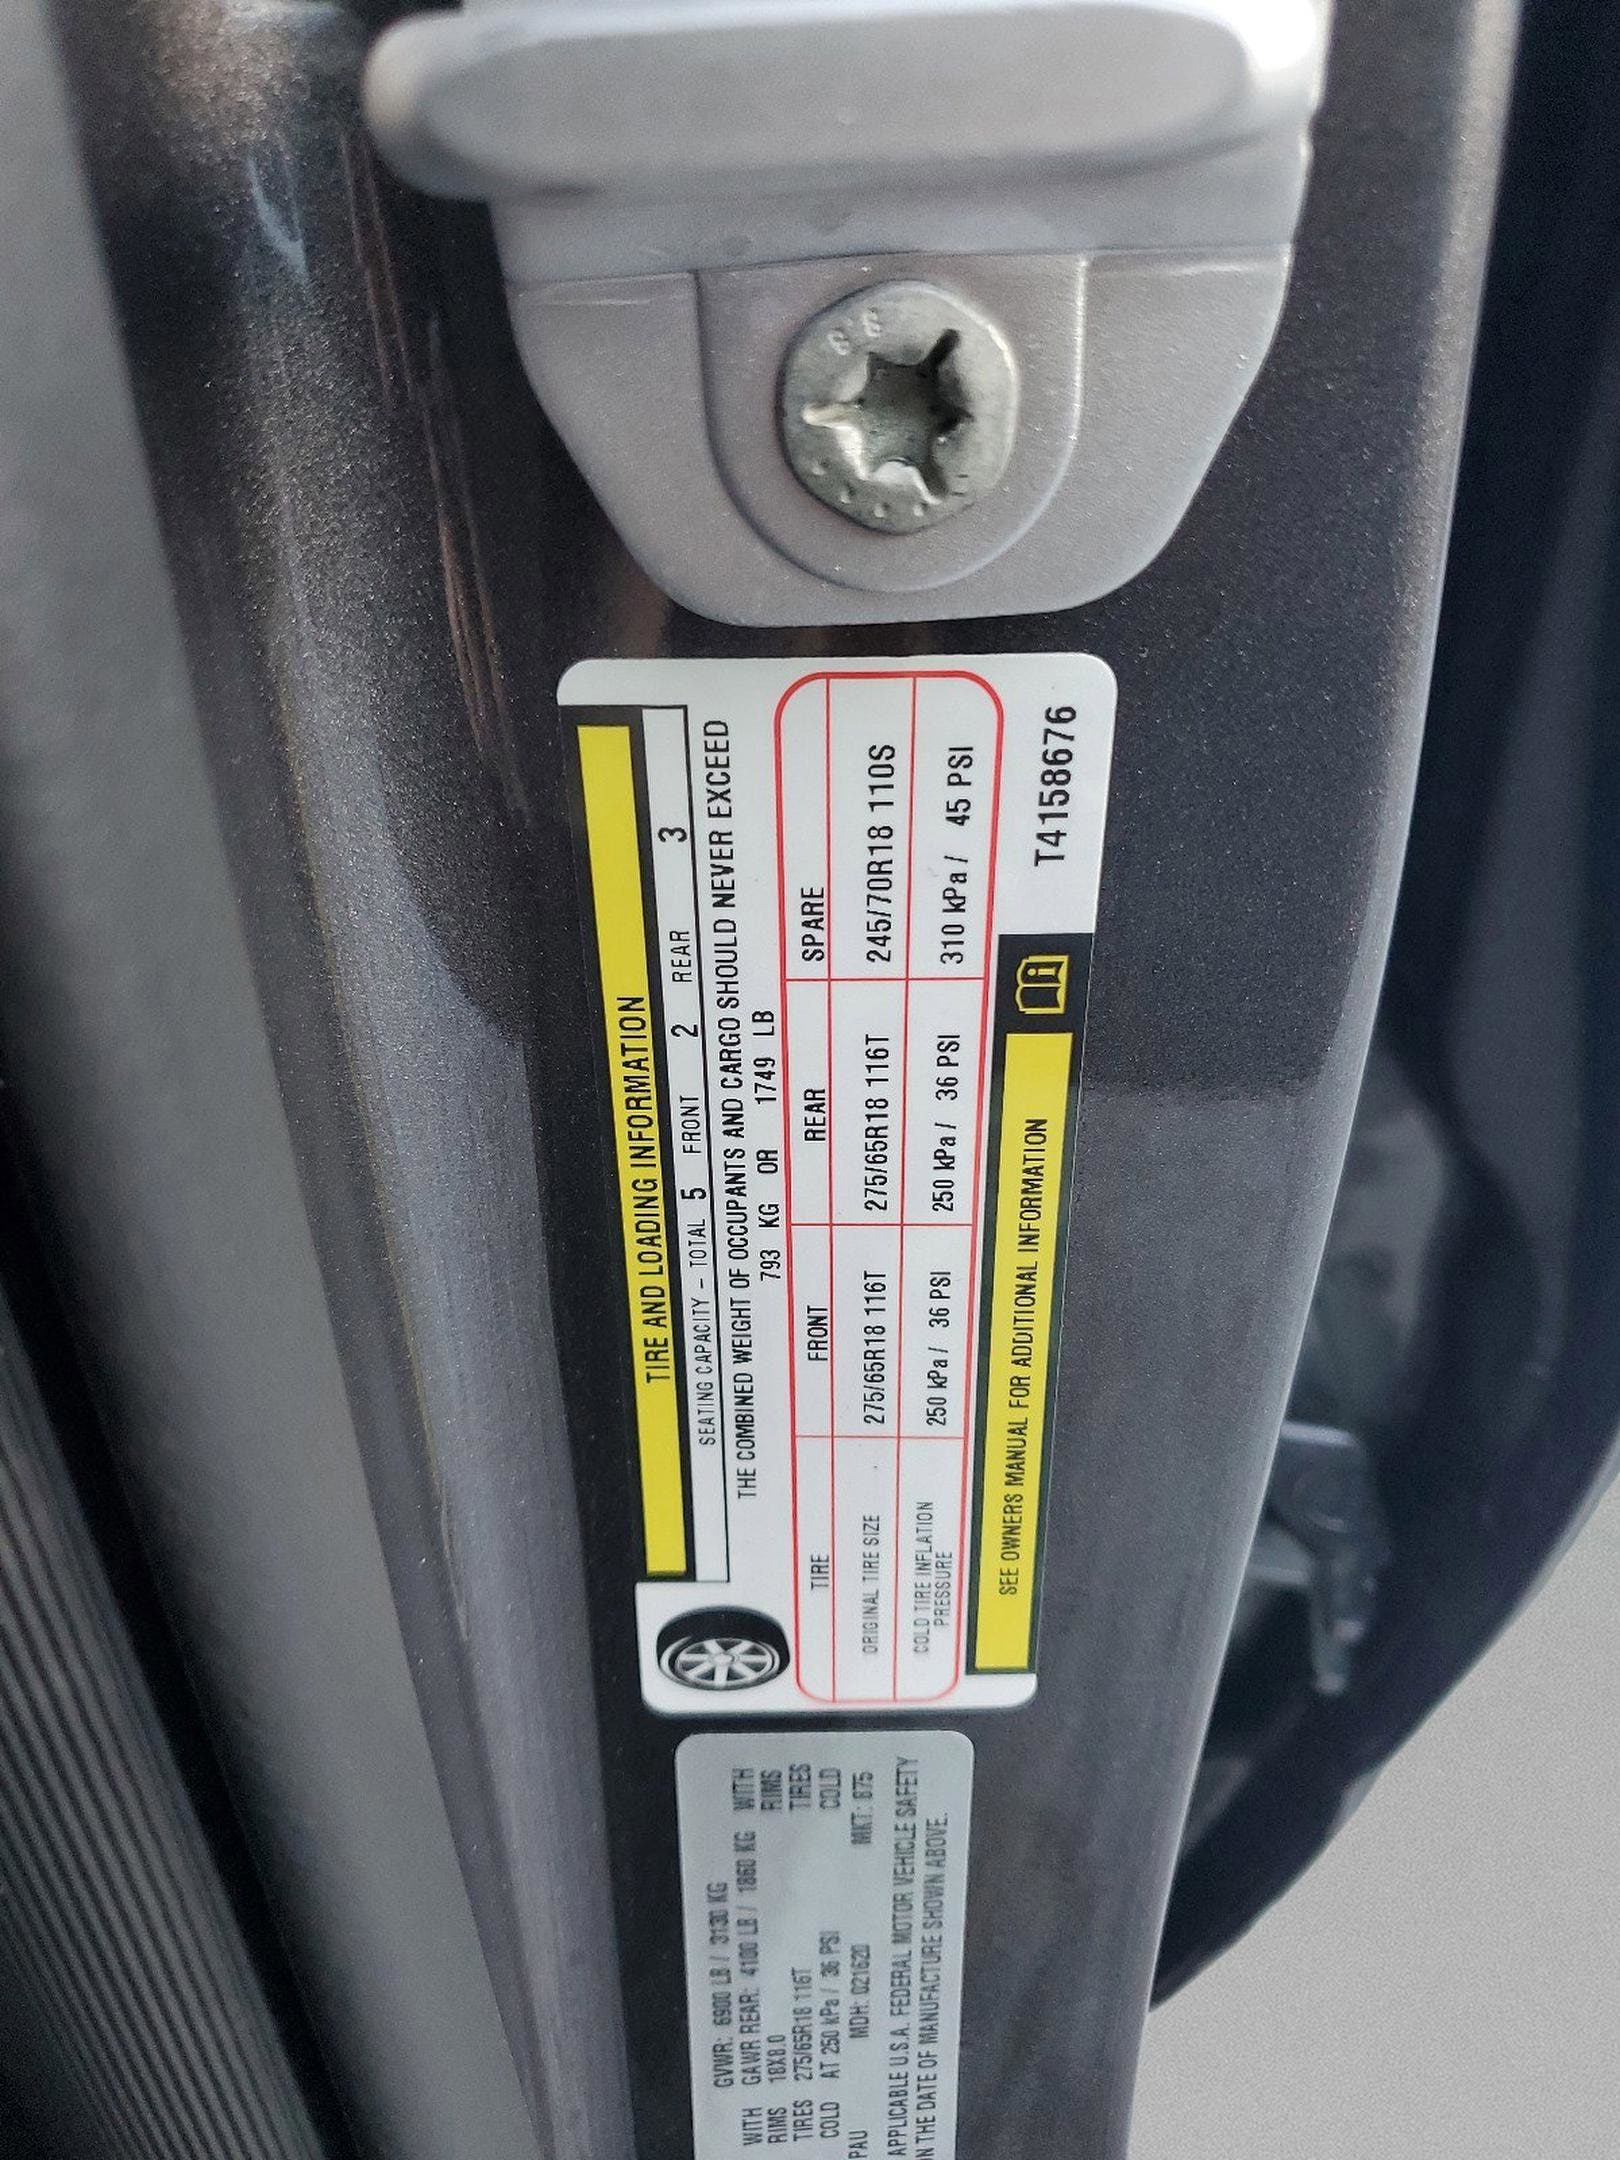 TIRE AND LOADING INFORMATION
SEATING CAPACITY - TOTAL 5 FRONT 2 REAR 3
THE COMBINED WEIGHT OF OCCUPANTS AND CARGO SHOULD NEVER EXCEED
793 KG OR 1749 LB
TIRE FRONT REAR SPARE
ORIGINAL TIRE SIZE 275/65R18 116T 275/65R18 116T 245/70R18 110S
COLD TIRE INFLATION
PRESSURE 250 kPa / 36 PSI 250 kPa / 36 PSI 310 kPa / 45 PSI
SEE OWNERS MANUAL FOR ADDITIONAL INFORMATION
T4158676
GVWR: 6900 LB / 3130 KG
WITH GAWR REAR: 4100 LB / 1860 KG WITH
RIMS 18X8.0 RIMS
TIRES 275/65R18 116T TIRES
COLD AT 250 kPa / 36 PSI COLD
PAU MDH: 021620 MKT: 875
APPLICABLE U.S.A. FEDERAL MOTOR VEHICLE SAFETY
THE DATE OF MANUFACTURE SHOWN ABOVE.